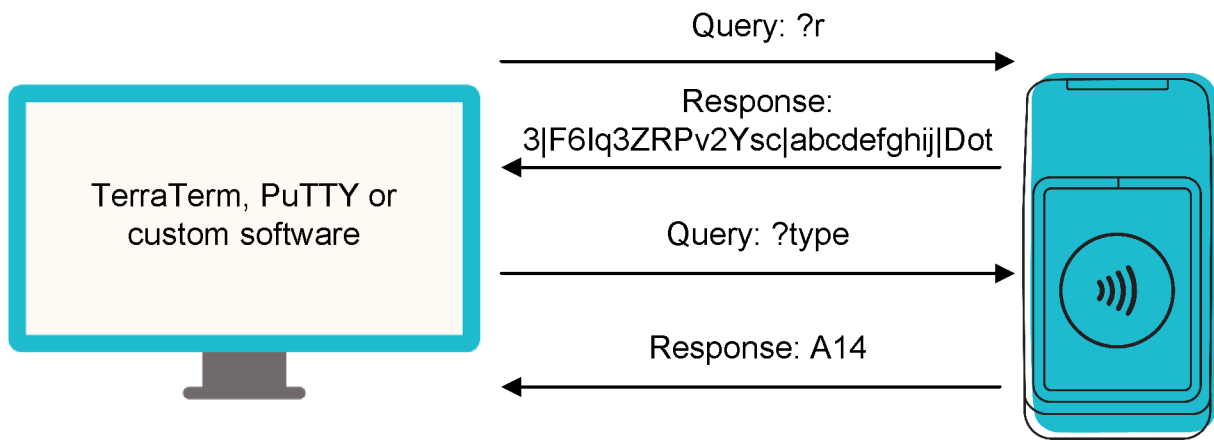 Query: ?r
Response:
3|F6Iq3ZRPv2Ysc|abcdefghij|Dot
TerraTerm, PuTTY or
custom software
Query: ?type
Response: A14